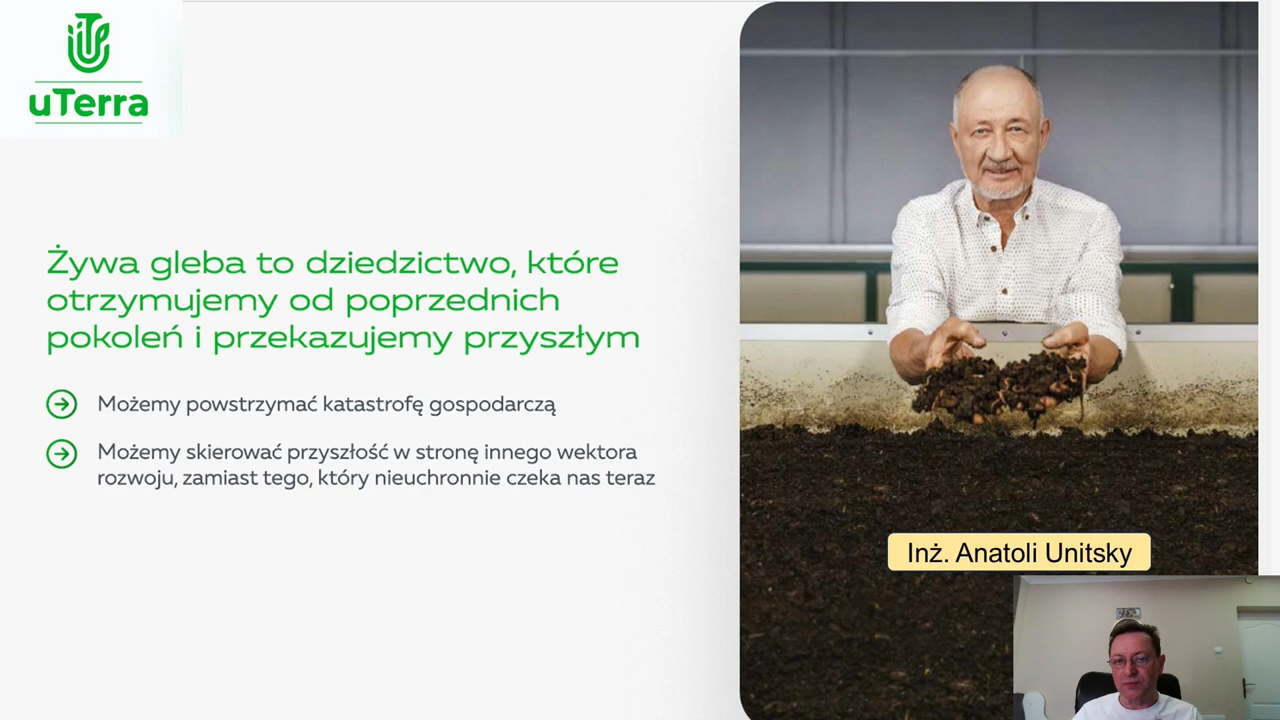 uTerra
Żywa gleba to dziedzictwo, które
otrzymujemy od poprzednich
pokoleń i przekazujemy przyszłym
Możemy powstrzymać katastrofę gospodarczą
Możemy skierować przyszłość w stronę innego wektora
rozwoju, zamiast tego, który nieuchronnie czeka nas teraz
Inż. Anatoli Unitsky